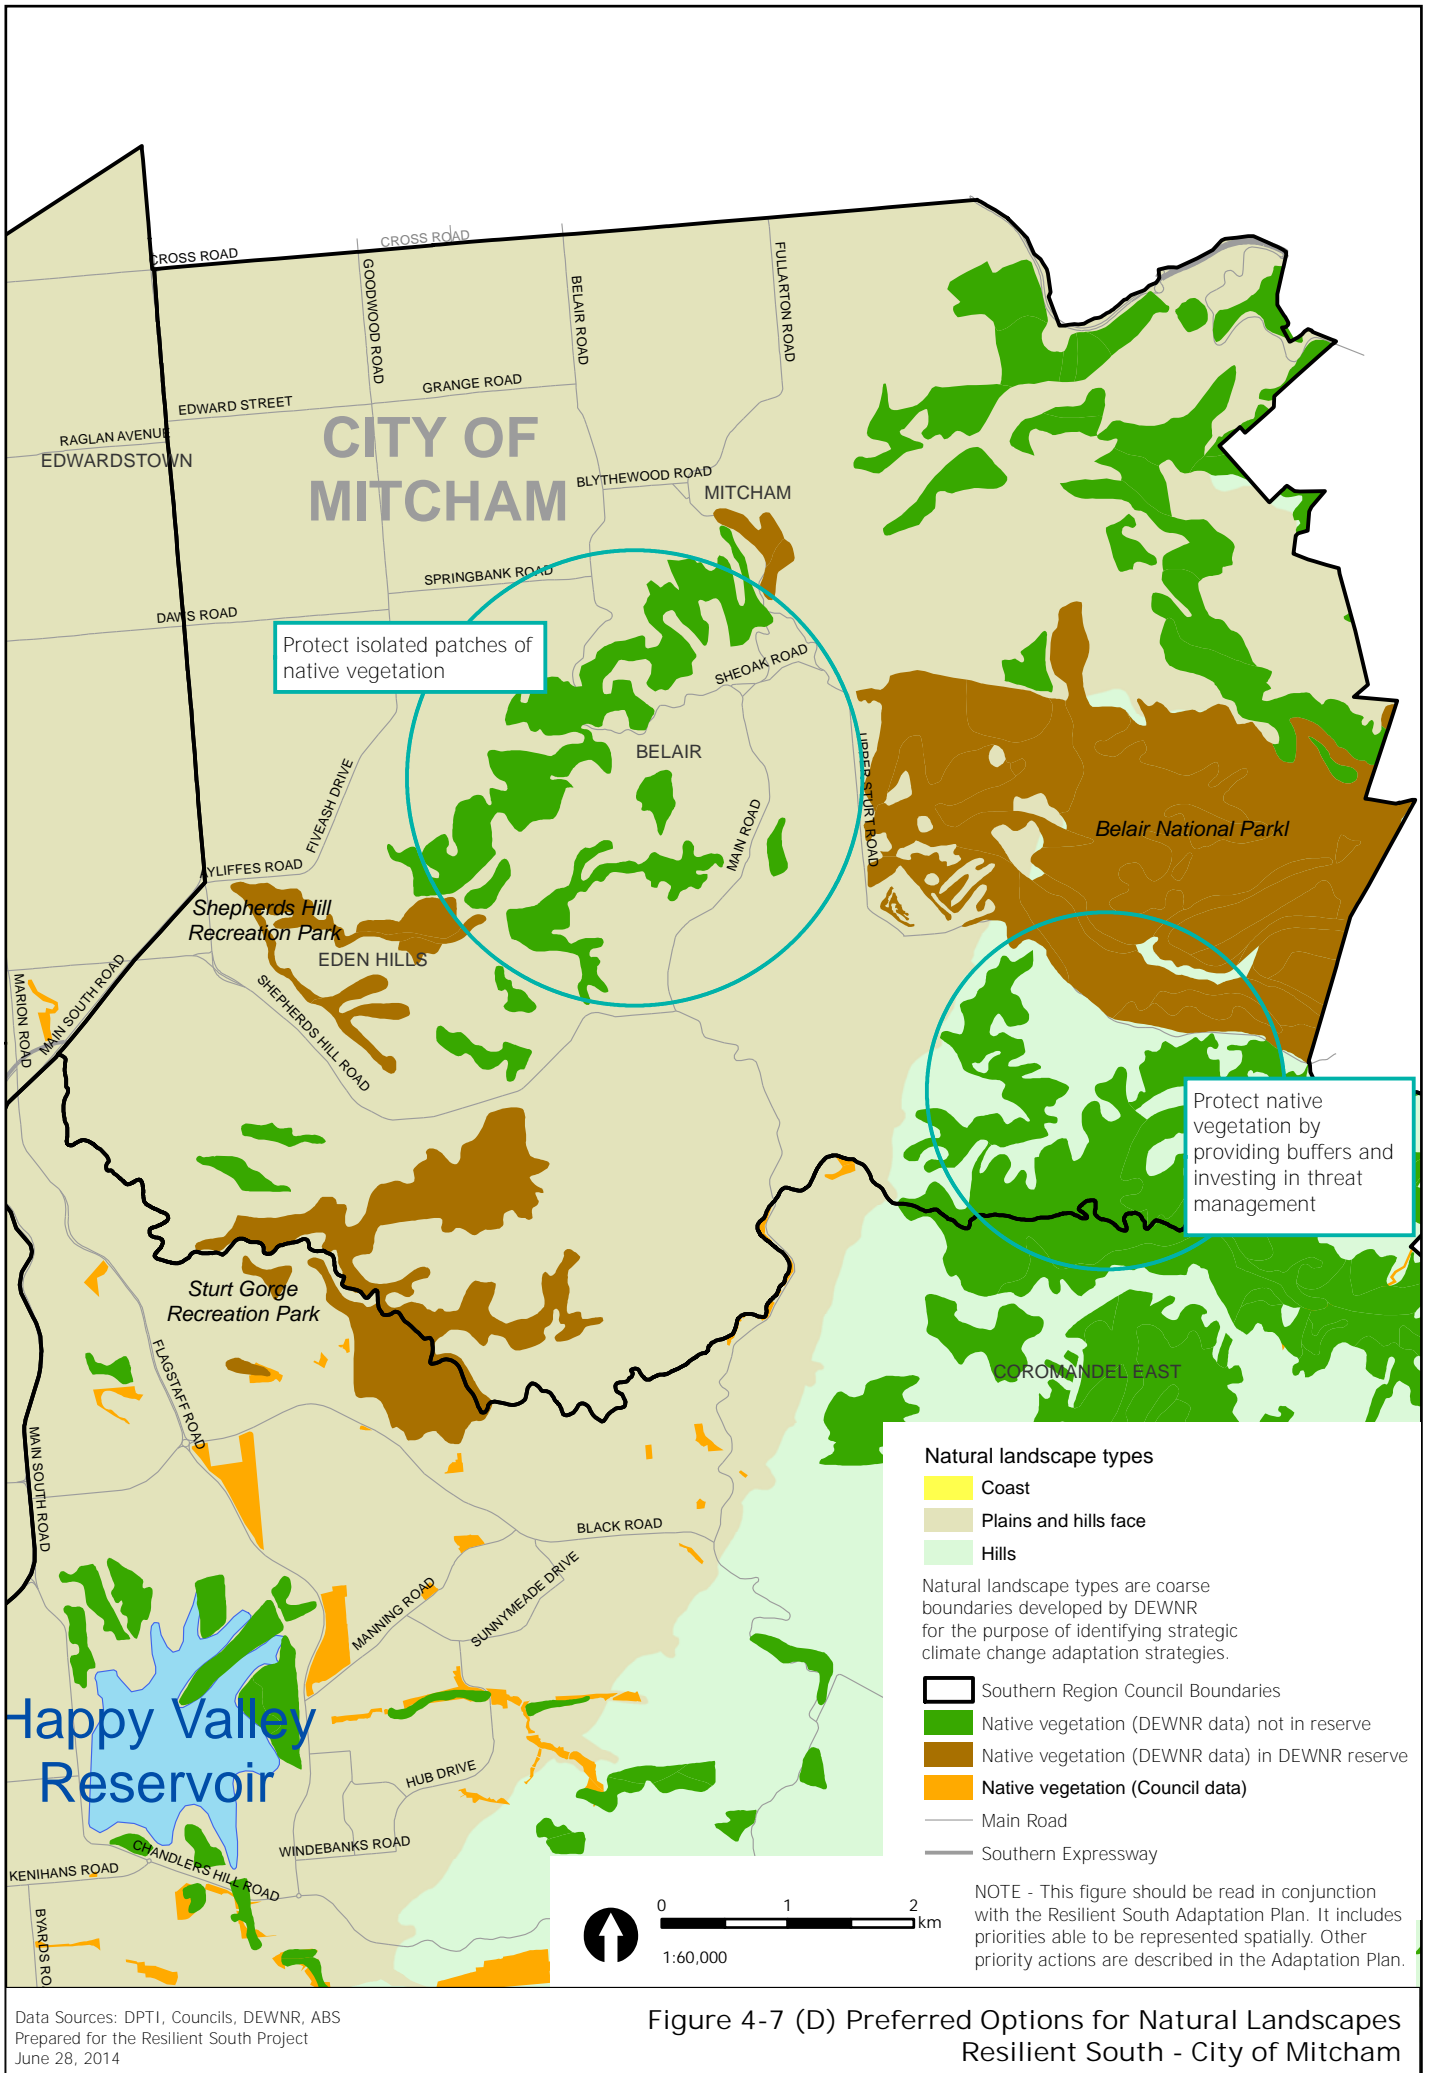 CROSS ROAD
CROSS ROAD
GOODWOOD ROAD
BELAIR ROAD
FULLARTON ROAD
GRANGE ROAD
EDWARD STREET
RAGLAN AVENUE
EDWARDSTOWN
CITY OF
MITCHAM
BLYTHEWOOD ROAD
MITCHAM
SPRINGBANK ROAD
DAWS ROAD
Protect isolated patches of
native vegetation
SHEOAK ROAD
BELAIR
UPPER STURT ROAD
FIVEASH DRIVE
MAIN ROAD
Belair National Parkl
AYLIFFES ROAD
Shepherds Hill
Recreation Park
EDEN HILLS
SHEPHERDS HILL ROAD
MARION ROAD
MAIN SOUTH ROAD
Protect native
vegetation by
providing buffers and
investing in threat
management
Sturt Gorge
Recreation Park
FLAGSTAFF ROAD
COROMANDEL EAST
MAIN SOUTH ROAD
BLACK ROAD
MANNING ROAD
SUNNYMEADE DRIVE
Happy Valley
Reservoir
HUB DRIVE
WINDEBANKS ROAD
CHANDLERS HILL ROAD
KENIHANS ROAD
BYARDS RO
Natural landscape types
Coast
Plains and hills face
Hills
Natural landscape types are coarse
boundaries developed by DEWNR
for the purpose of identifying strategic
climate change adaptation strategies.
Southern Region Council Boundaries
Native vegetation (DEWNR data) not in reserve
Native vegetation (DEWNR data) in DEWNR reserve
Native vegetation (Council data)
Main Road
Southern Expressway
NOTE - This figure should be read in conjunction
with the Resilient South Adaptation Plan. It includes
priorities able to be represented spatially. Other
priority actions are described in the Adaptation Plan.
0 1 2
km
1:60,000
Data Sources: DPTI, Councils, DEWNR, ABS
Prepared for the Resilient South Project
June 28, 2014
Figure 4-7 (D) Preferred Options for Natural Landscapes
Resilient South - City of Mitcham